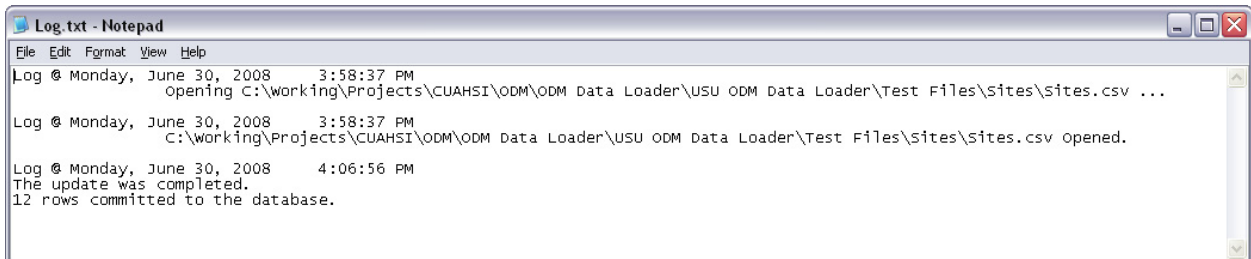 Log.txt - Notepad
File Edit Format View Help
Log @ Monday, June 30, 2008 3:58:37 PM
Opening C:\Working\Projects\CUAHSI\ODM\ODM Data Loader\USU ODM Data Loader\Test Files\Sites\Sites.csv ...
Log @ Monday, June 30, 2008 3:58:37 PM
C:\Working\Projects\CUAHSI\ODM\ODM Data Loader\USU ODM Data Loader\Test Files\Sites\Sites.csv Opened.
Log @ Monday, June 30, 2008 4:06:56 PM
The update was completed.
12 rows committed to the database.